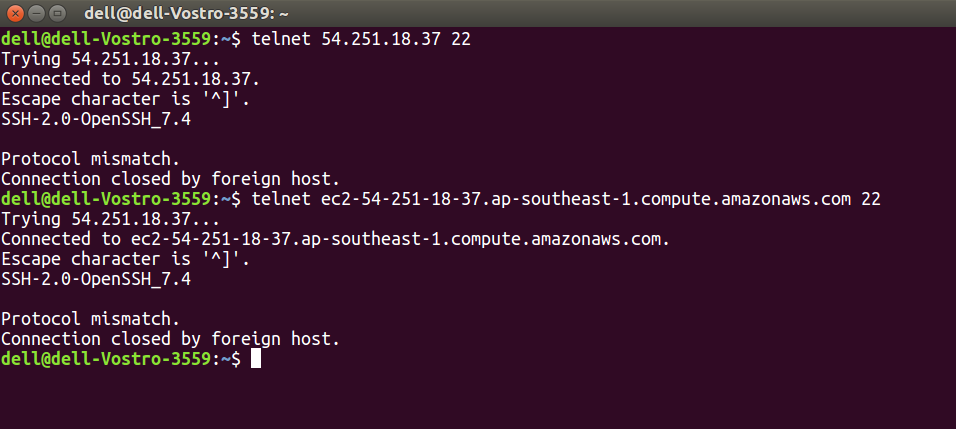 dell@dell-Vostro-3559: ~
dell@dell-Vostro-3559:~$ telnet 54.251.18.37 22
Trying 54.251.18.37...
Connected to 54.251.18.37.
Escape character is '^]'.
SSH-2.0-OpenSSH_7.4
Protocol mismatch.
Connection closed by foreign host.
dell@dell-Vostro-3559:~$ telnet ec2-54-251-18-37.ap-southeast-1.compute.amazonaws.com 22
Trying 54.251.18.37...
Connected to ec2-54-251-18-37.ap-southeast-1.compute.amazonaws.com.
Escape character is '^]'.
SSH-2.0-OpenSSH_7.4
Protocol mismatch.
Connection closed by foreign host.
dell@dell-Vostro-3559:~$